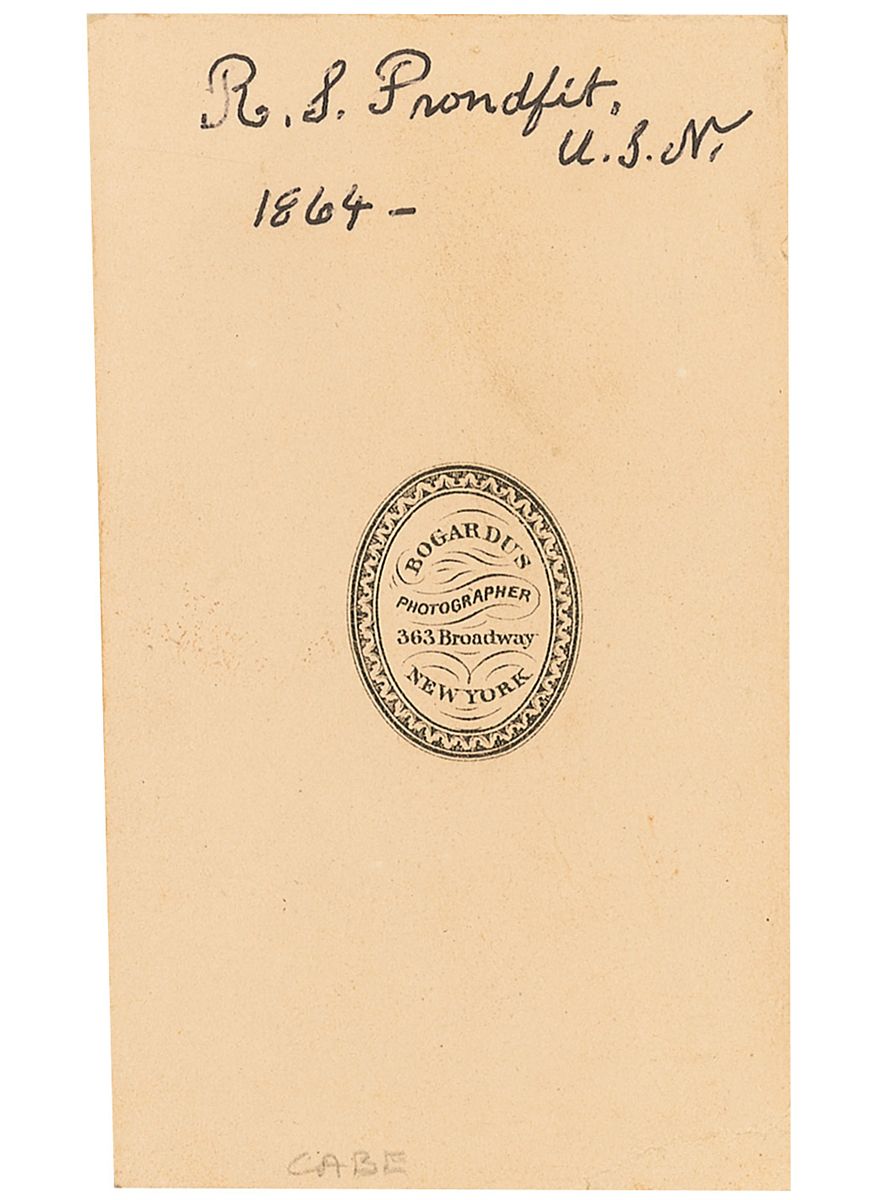 R. S. Proudfit,
U.S.N.
1864 –
BOGARDUS
PHOTOGRAPHER
363 Broadway
NEW YORK
CABE